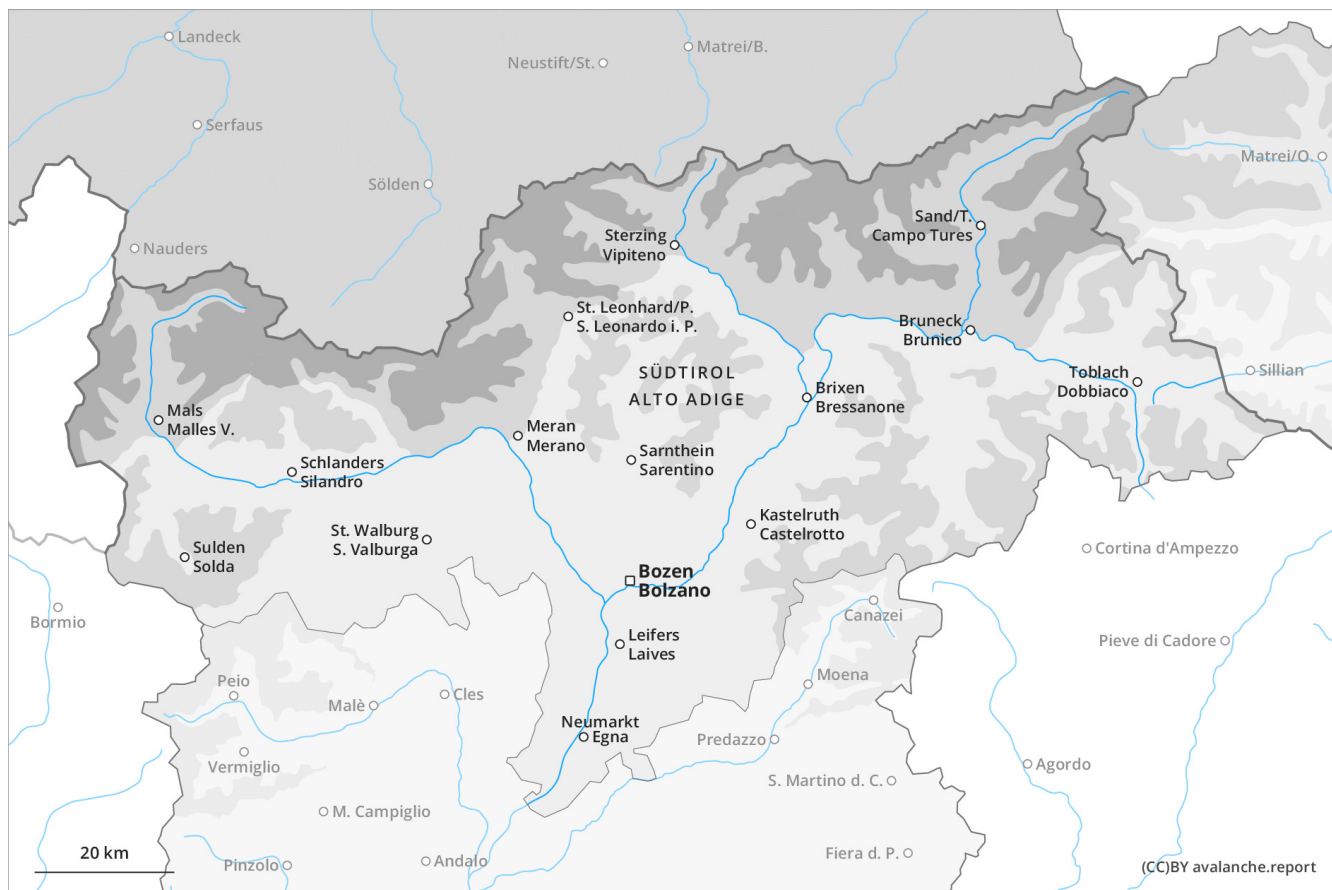 Landeck
Matrei/B.
Neustift/St.
Serfaus
Matrei/O.
Sölden
Sand/T.
Campo Tures
Sterzing
Vipiteno
Nauders
St. Leonhard/P.
S. Leonardo i. P.
Bruneck
Brunico
SÜDTIROL
ALTO ADIGE
Toblach
Dobbiaco
Sillian
Brixen
Bressanone
Mals
Malles V.
Meran
Merano
Schlanders
Silandro
Sarnthein
Sarentino
Kastelruth
Castelrotto
St. Walburg
S. Valburga
Sulden
Solda
Cortina d'Ampezzo
Bozen
Bolzano
Bormio
Canazei
Leifers
Laives
Pieve di Cadore
Peio
Malè
Cles
Moena
Neumarkt
Egna
Predazzo
Vermiglio
S. Martino d. C.
Agordo
M. Campiglio
20 km
Pinzolo
Andalo
Fiera d. P.
(CC)BY avalanche.report